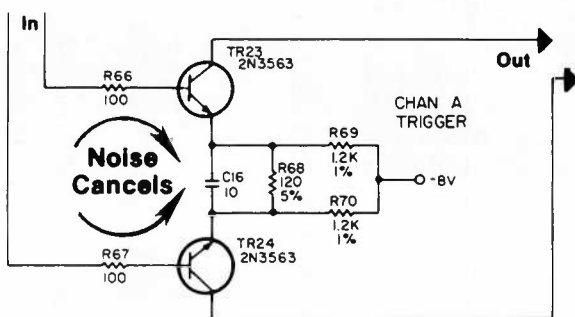 In
TR23
2N3563
Out
R66
100
CHAN A
TRIGGER
Noise
Cancels
C16
10
R68
120
5%
R69
1.2K
1%
-8V
R70
1.2K
1%
TR24
2N3563
R67
100